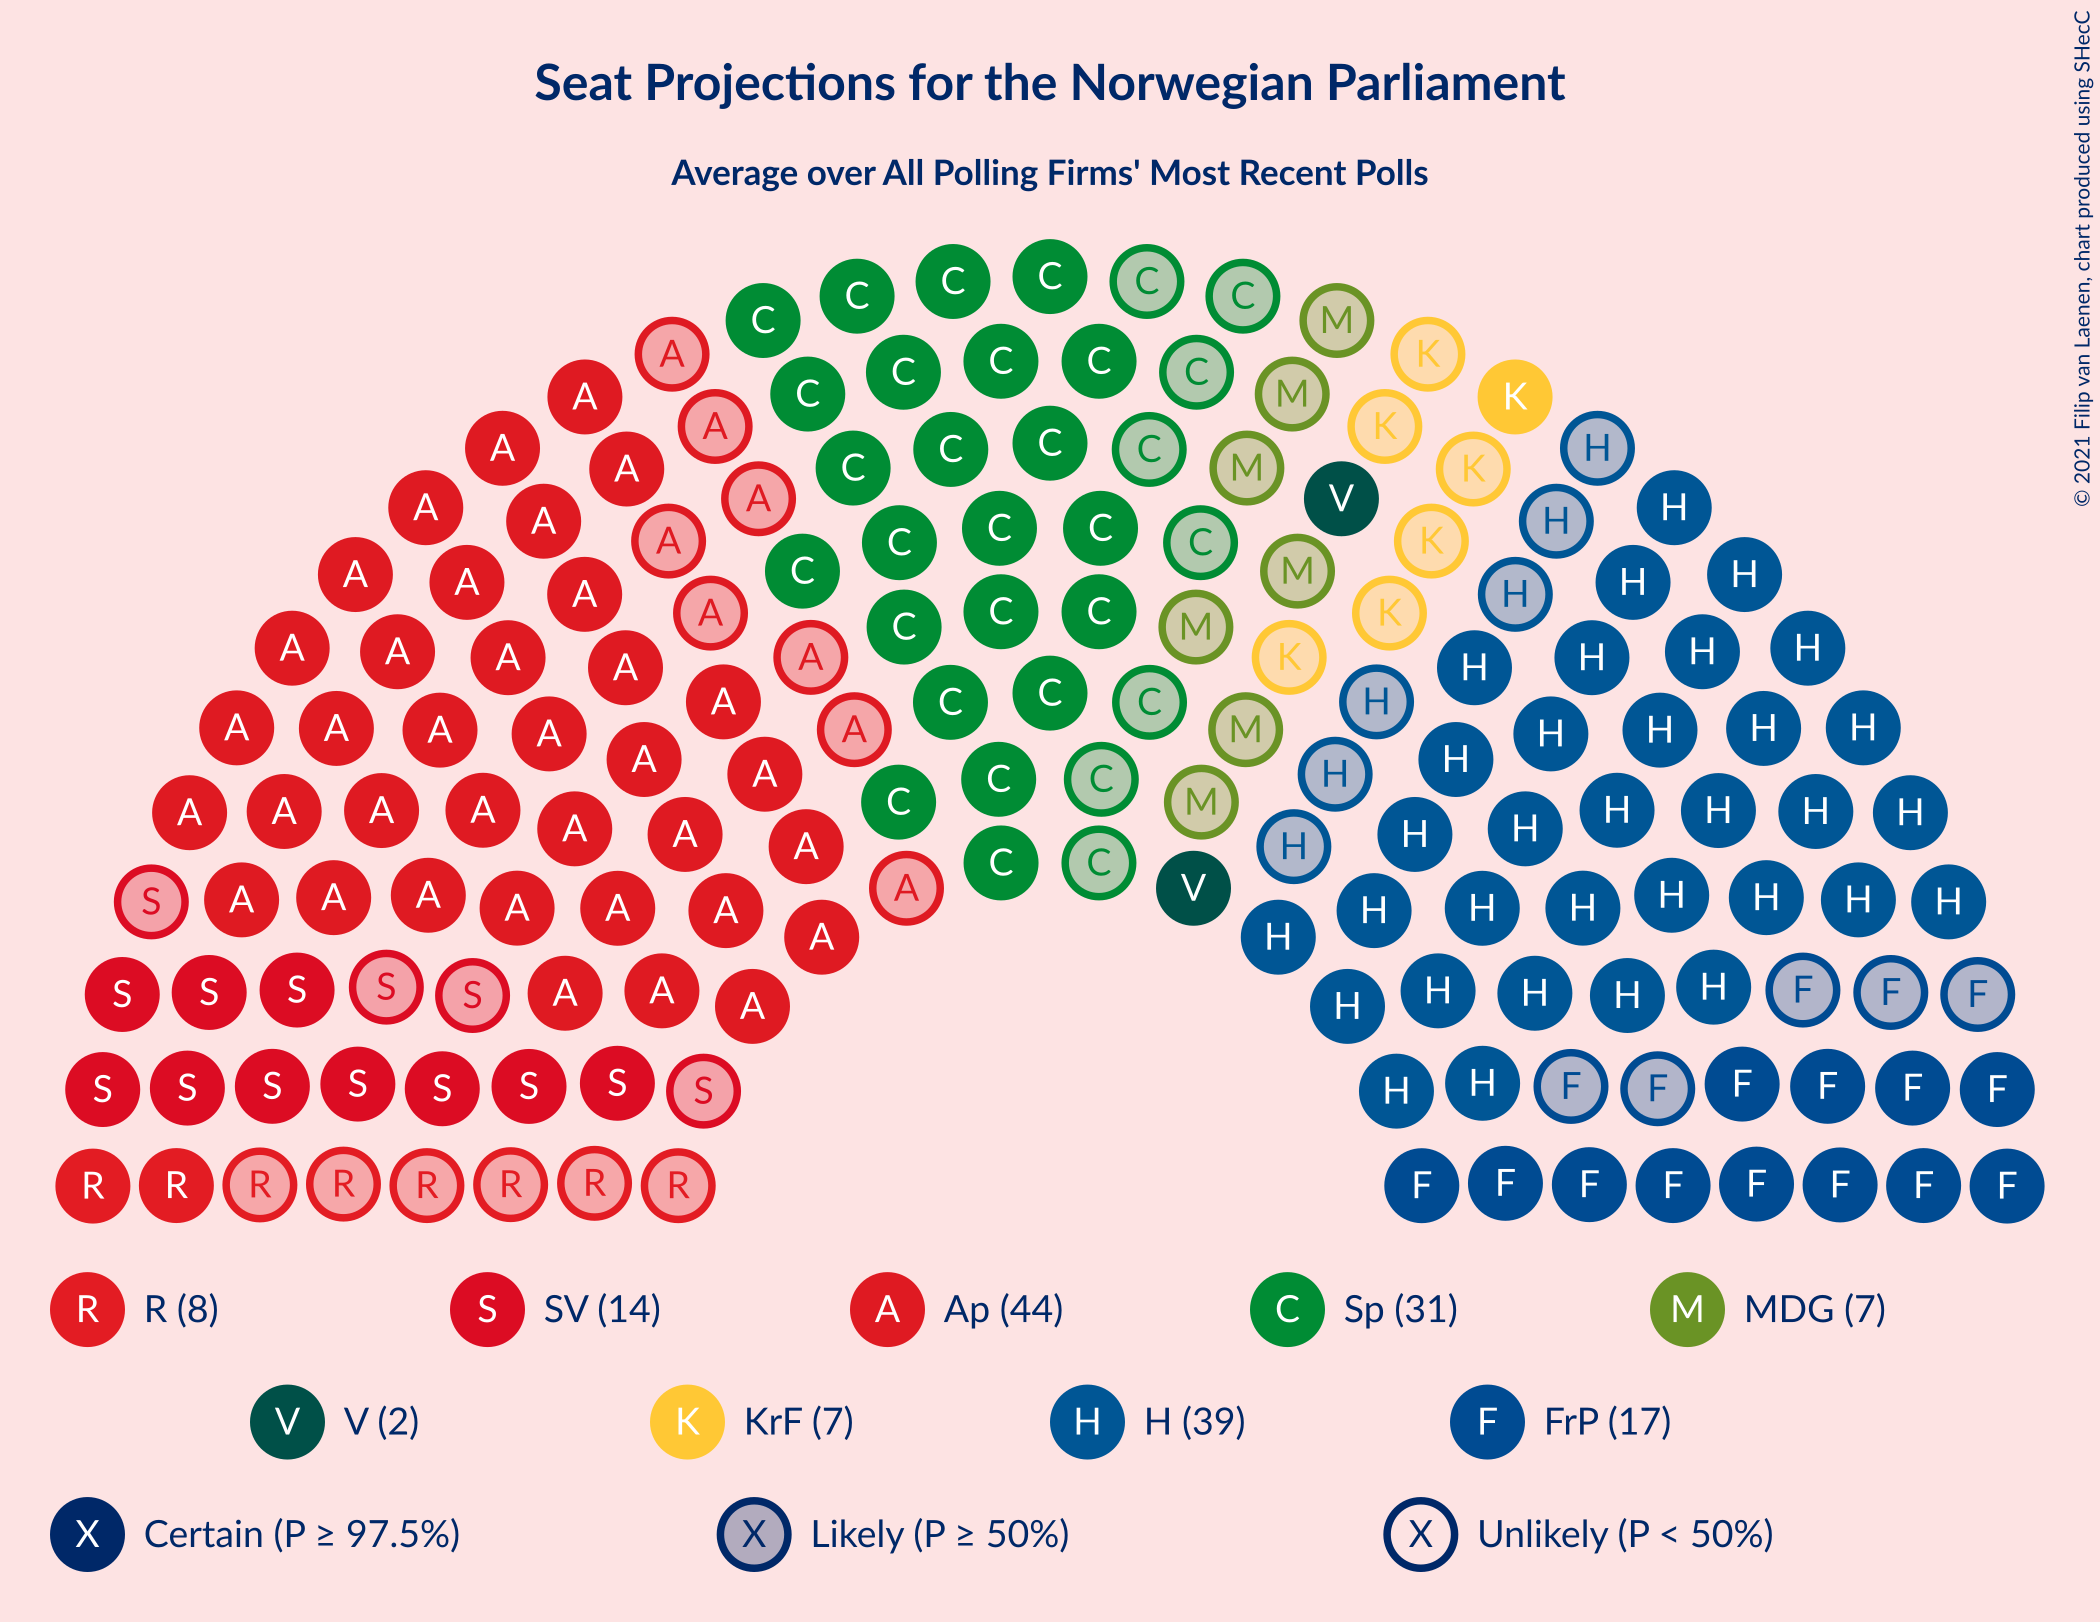 Seat Projections for the Norwegian Parliament
Average over All Polling Firms' Most Recent Polls
© 2021 Filip van Laenen, chart produced using SHecC
C C C C C C M
A C C C C C M K K
A A C C C C M K H
A A A C C C C M V K H H
A A A C C C C M K H H
A A A A C C C M K K H H H
A A A A A C C C M H H H H H
A A A A A A A C C C M H H H H H H H
A A A A A A A A C C V H H H H H H H H
S A A A A A A A A H H H H H H H H
S S S S S A A A H H H H H F F F
S S S S S S S S H H F F F F F F
R R R R R R R R F F F F F F F F
R R (8) S SV (14) A Ap (44) C Sp (31) M MDG (7)
V V (2) K KrF (7) H H (39) F FrP (17)
X Certain (P ≥ 97.5%) X Likely (P ≥ 50%) X Unlikely (P < 50%)